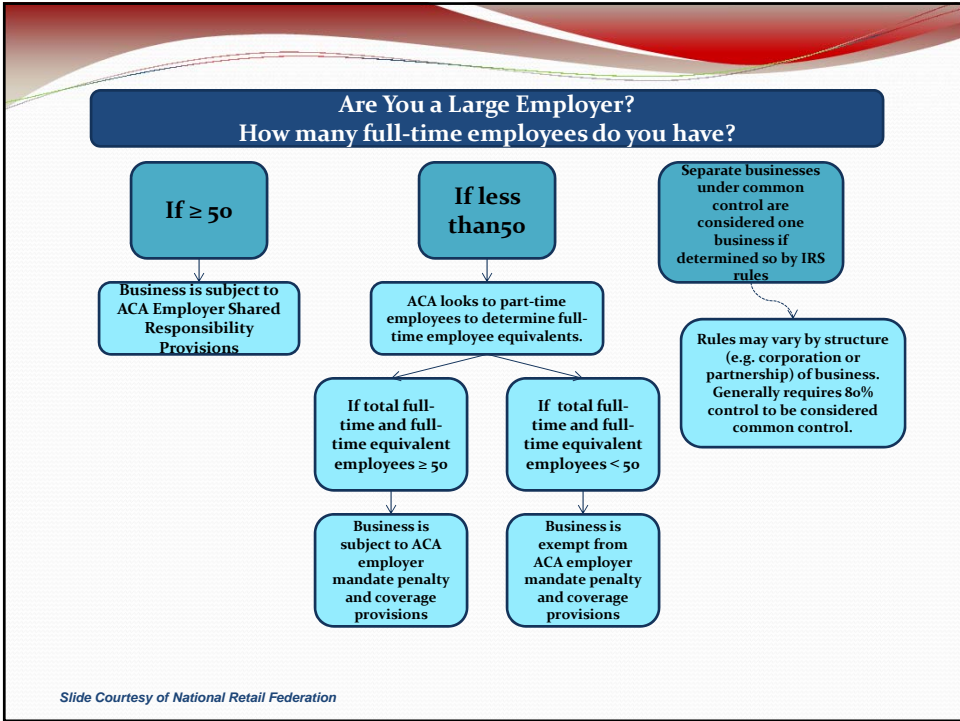 Are You a Large Employer?
How many full-time employees do you have?
If ≥ 50
Business is subject to
ACA Employer Shared
Responsibility
Provisions
If less
than50
ACA looks to part-time
employees to determine full-
time employee equivalents.
If total full-
time and full-
time equivalent
employees ≥ 50
Business is
subject to ACA
employer
mandate penalty
and coverage
provisions
If total full-
time and full-
time equivalent
employees < 50
Business is
exempt from
ACA employer
mandate penalty
and coverage
provisions
Separate businesses
under common
control are
considered one
business if
determined so by IRS
rules
Rules may vary by structure
(e.g. corporation or
partnership) of business.
Generally requires 80%
control to be considered
common control.
Slide Courtesy of National Retail Federation